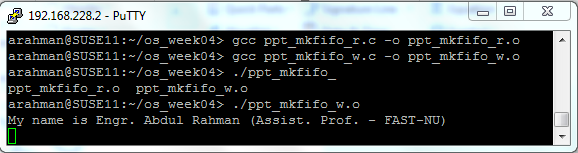 192.168.228.2 - PuTTY
arahman@SUSE11:~/os_week04> gcc ppt_mkfifo_r.c -o ppt_mkfifo_r.o
arahman@SUSE11:~/os_week04> gcc ppt_mkfifo_w.c -o ppt_mkfifo_w.o
arahman@SUSE11:~/os_week04> ./ppt_mkfifo_
ppt_mkfifo_r.o  ppt_mkfifo_w.o
arahman@SUSE11:~/os_week04> ./ppt_mkfifo_w.o
My name is Engr. Abdul Rahman (Assist. Prof. - FAST-NU)